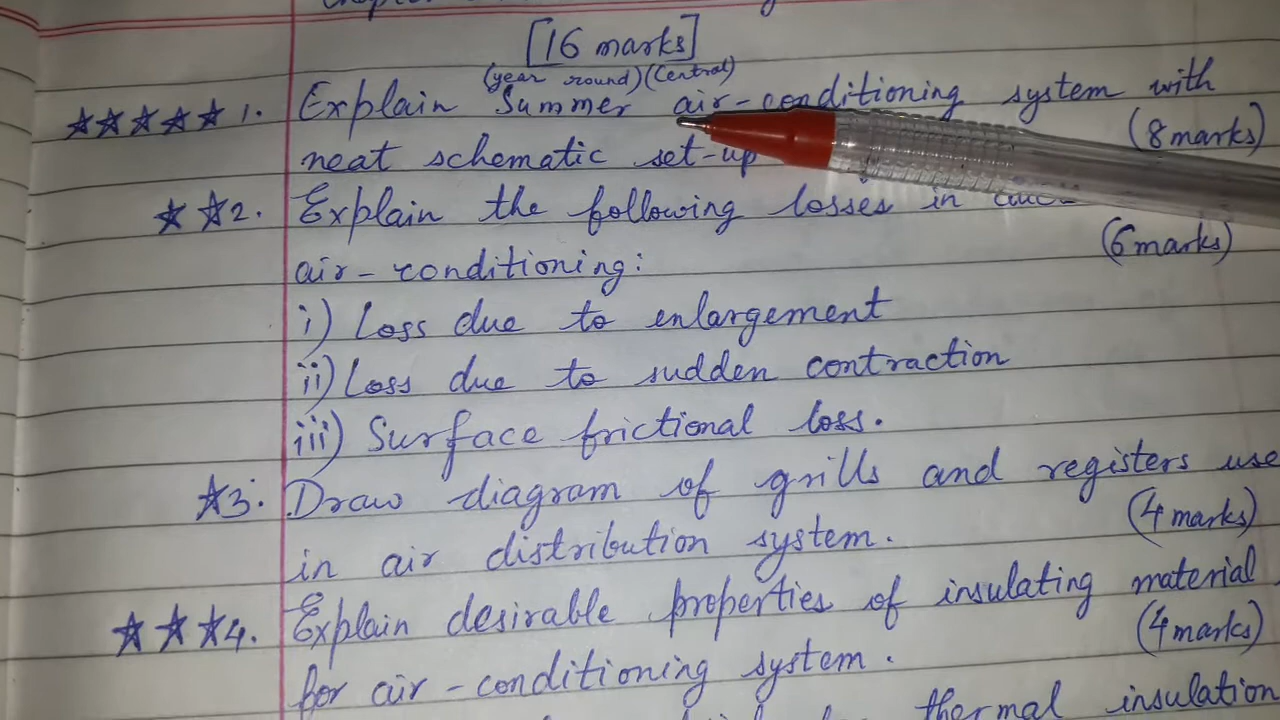 [16 marks]
(year round)(Central)
★★★★★ 1. Explain Summer air-conditioning system with
neat schematic set-up (8 marks)
★★2. Explain the following losses in
air-conditioning: (6 marks)
i) Loss due to enlargement
ii) Loss due to sudden contraction
iii) Surface frictional loss.
★3. Draw diagram of grills and registers use
in air distribution system. (4 marks)
★★★4. Explain desirable properties of insulating material
for air-conditioning system. (4 marks)
thermal insulation